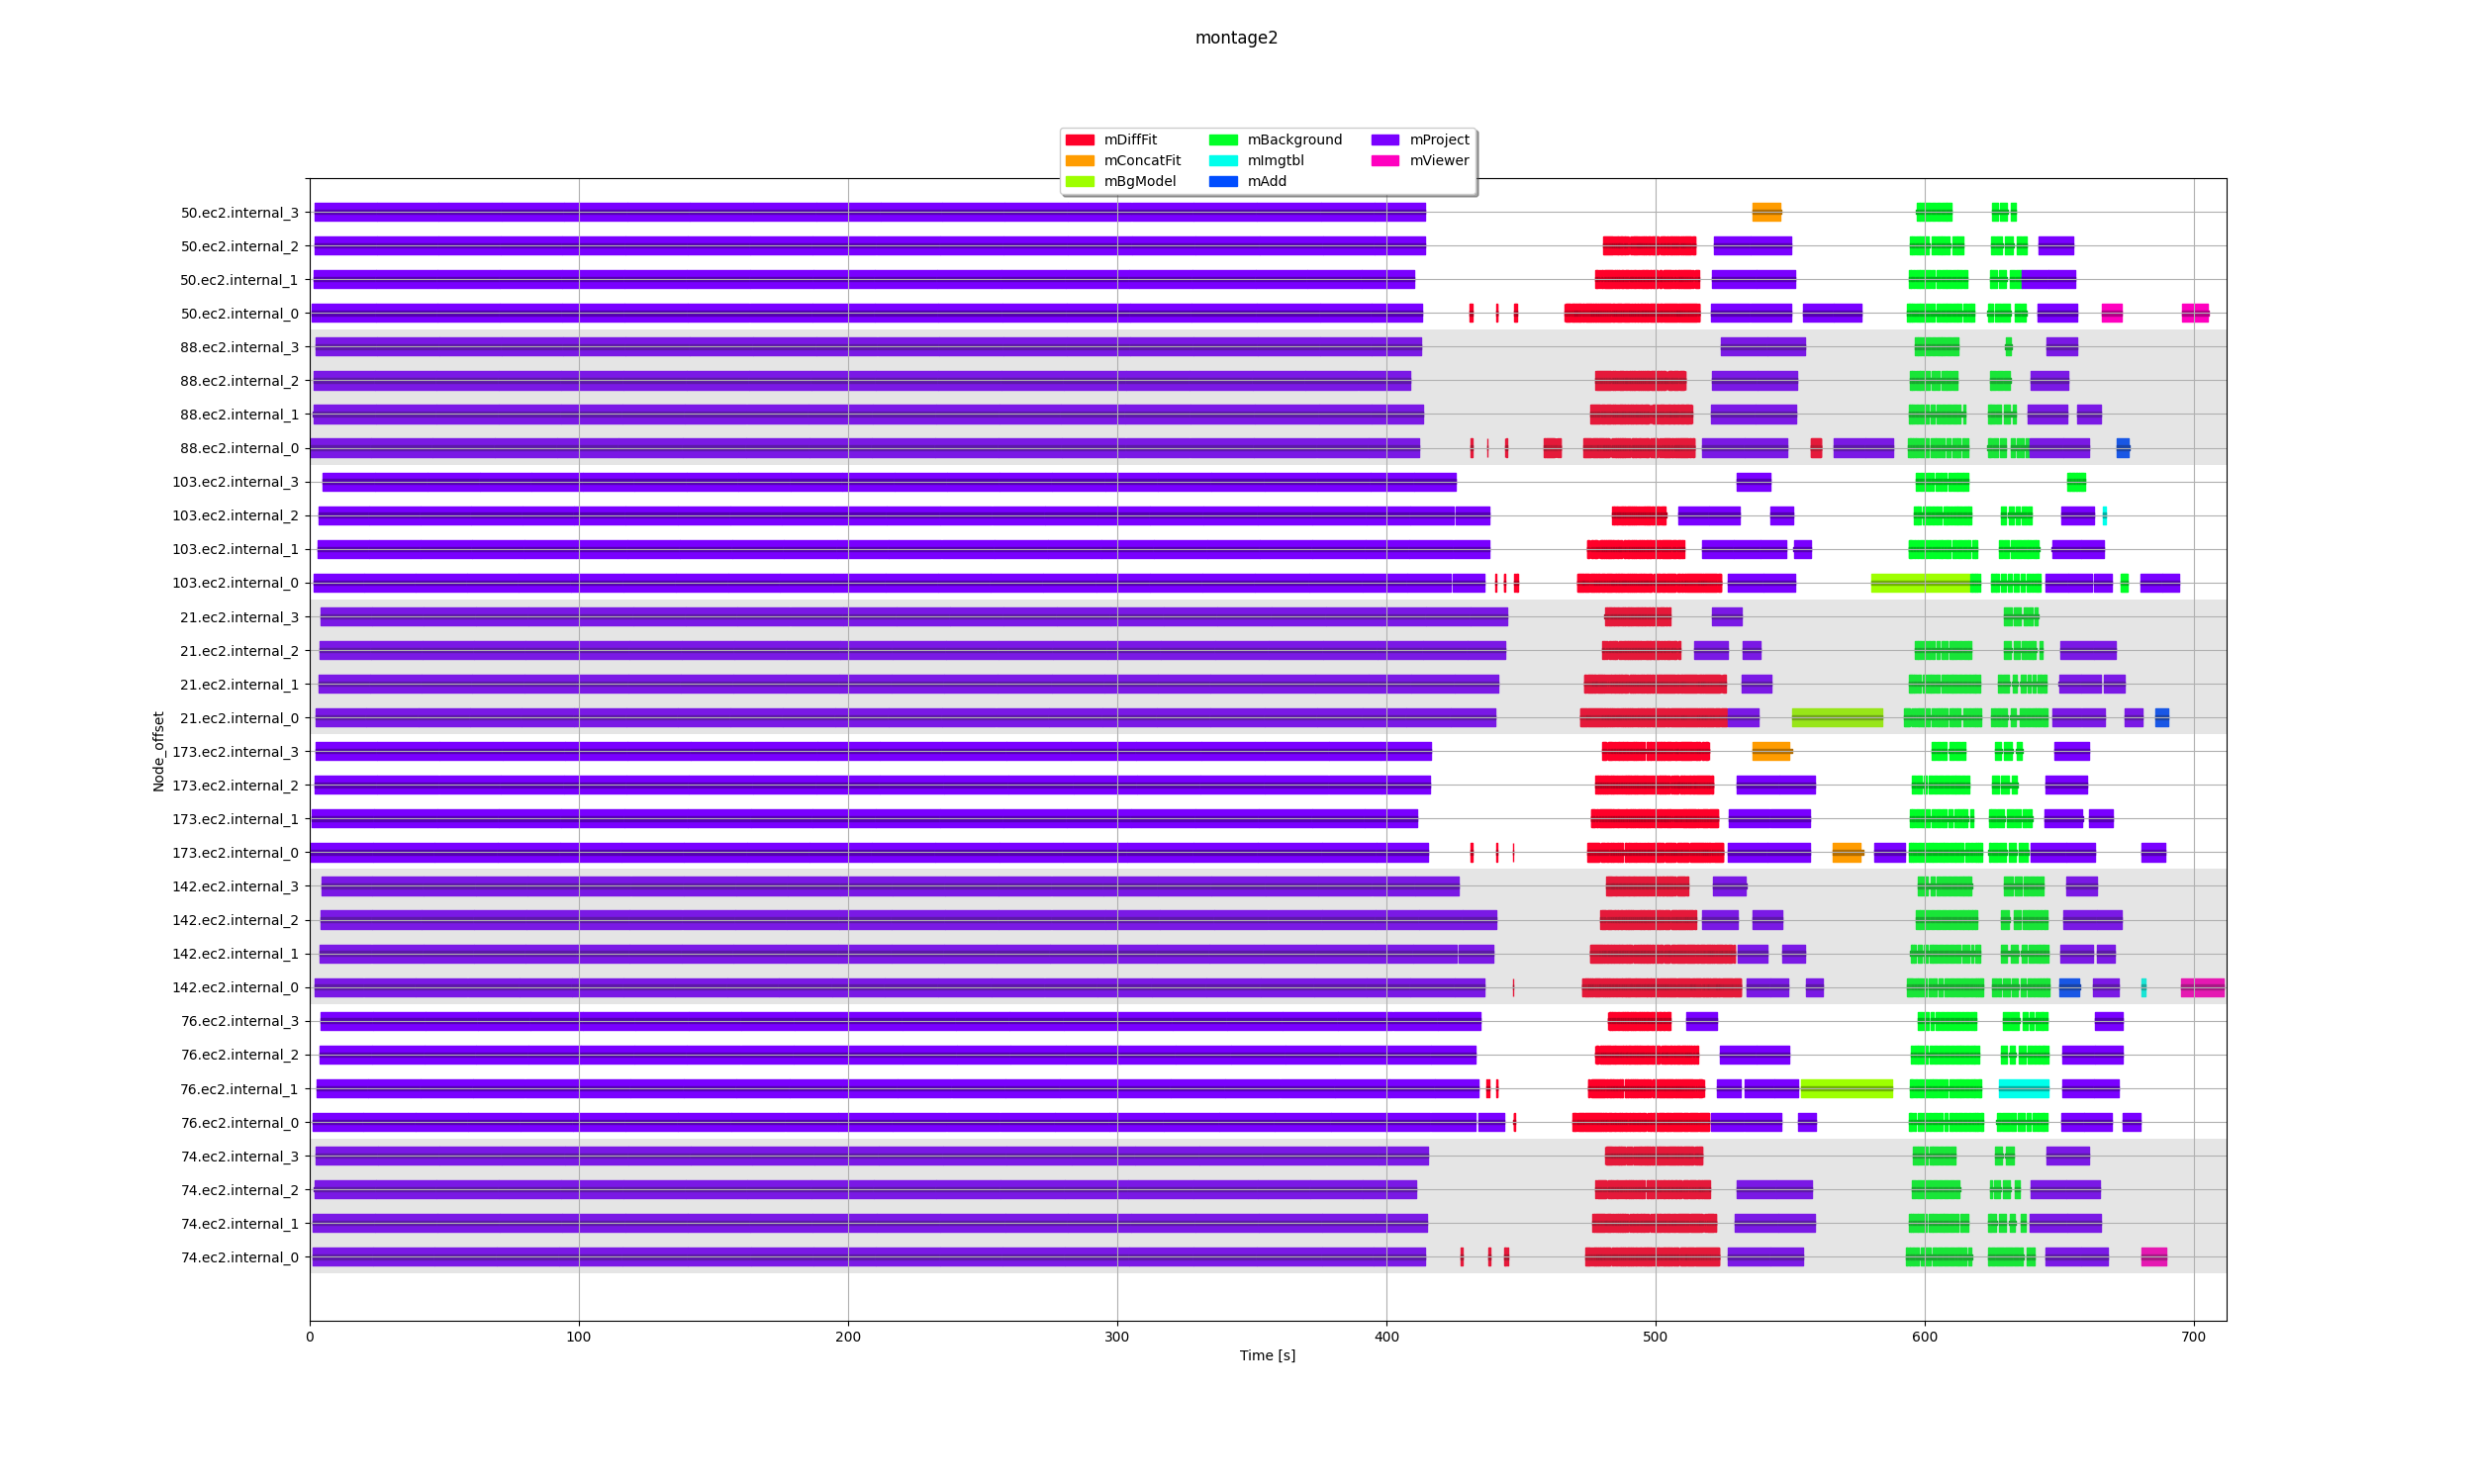 montage2
mDiffFit mBackground mProject
mConcatFit mImgtbl mViewer
mBgModel mAdd
50.ec2.internal_3
50.ec2.internal_2
50.ec2.internal_1
50.ec2.internal_0
88.ec2.internal_3
88.ec2.internal_2
88.ec2.internal_1
88.ec2.internal_0
103.ec2.internal_3
103.ec2.internal_2
103.ec2.internal_1
103.ec2.internal_0
21.ec2.internal_3
21.ec2.internal_2
21.ec2.internal_1
21.ec2.internal_0
173.ec2.internal_3
173.ec2.internal_2
173.ec2.internal_1
173.ec2.internal_0
142.ec2.internal_3
142.ec2.internal_2
142.ec2.internal_1
142.ec2.internal_0
76.ec2.internal_3
76.ec2.internal_2
76.ec2.internal_1
76.ec2.internal_0
74.ec2.internal_3
74.ec2.internal_2
74.ec2.internal_1
74.ec2.internal_0
Node_offset
0 100 200 300 400 500 600 700
Time [s]